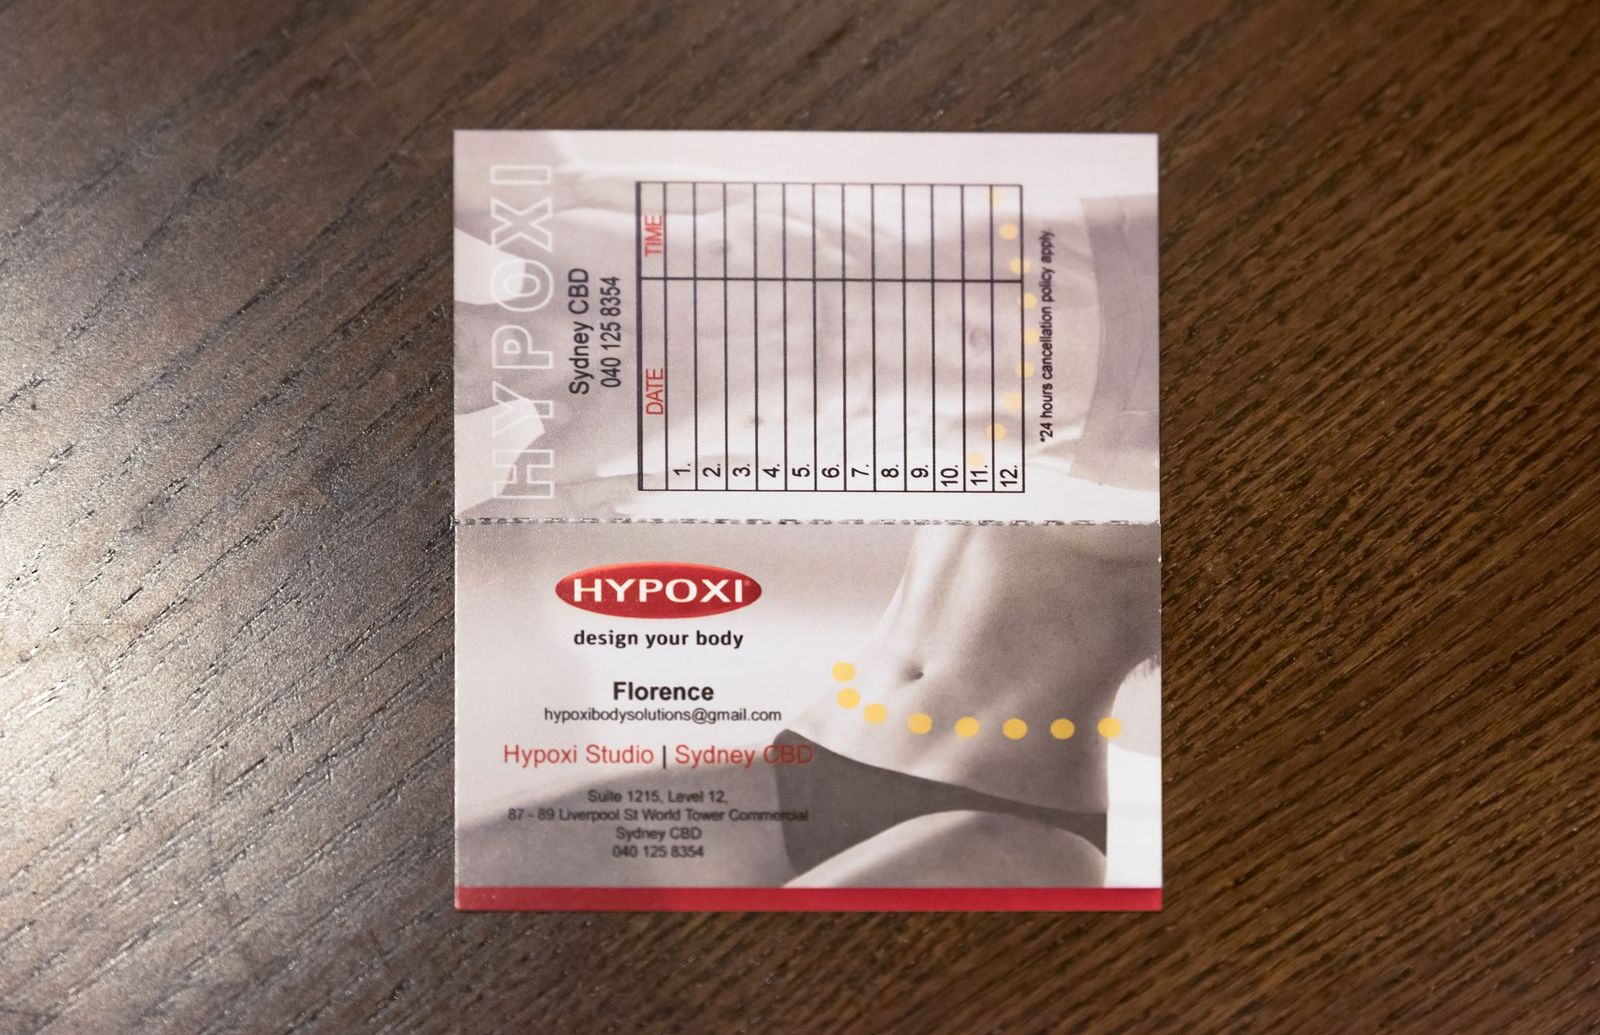 HYPOXI
Sydney CBD
040 125 8354
DATE TIME
1.
2.
3.
4.
5.
6.
7.
8.
9.
10.
11.
12.
*24 hours cancellation policy apply.
HYPOXI®
design your body
Florence
hypoxibodysolutions@gmail.com
Hypoxi Studio | Sydney CBD
Suite 1215, Level 12,
87 - 89 Liverpool St World Tower Commercial
Sydney CBD
040 125 8354